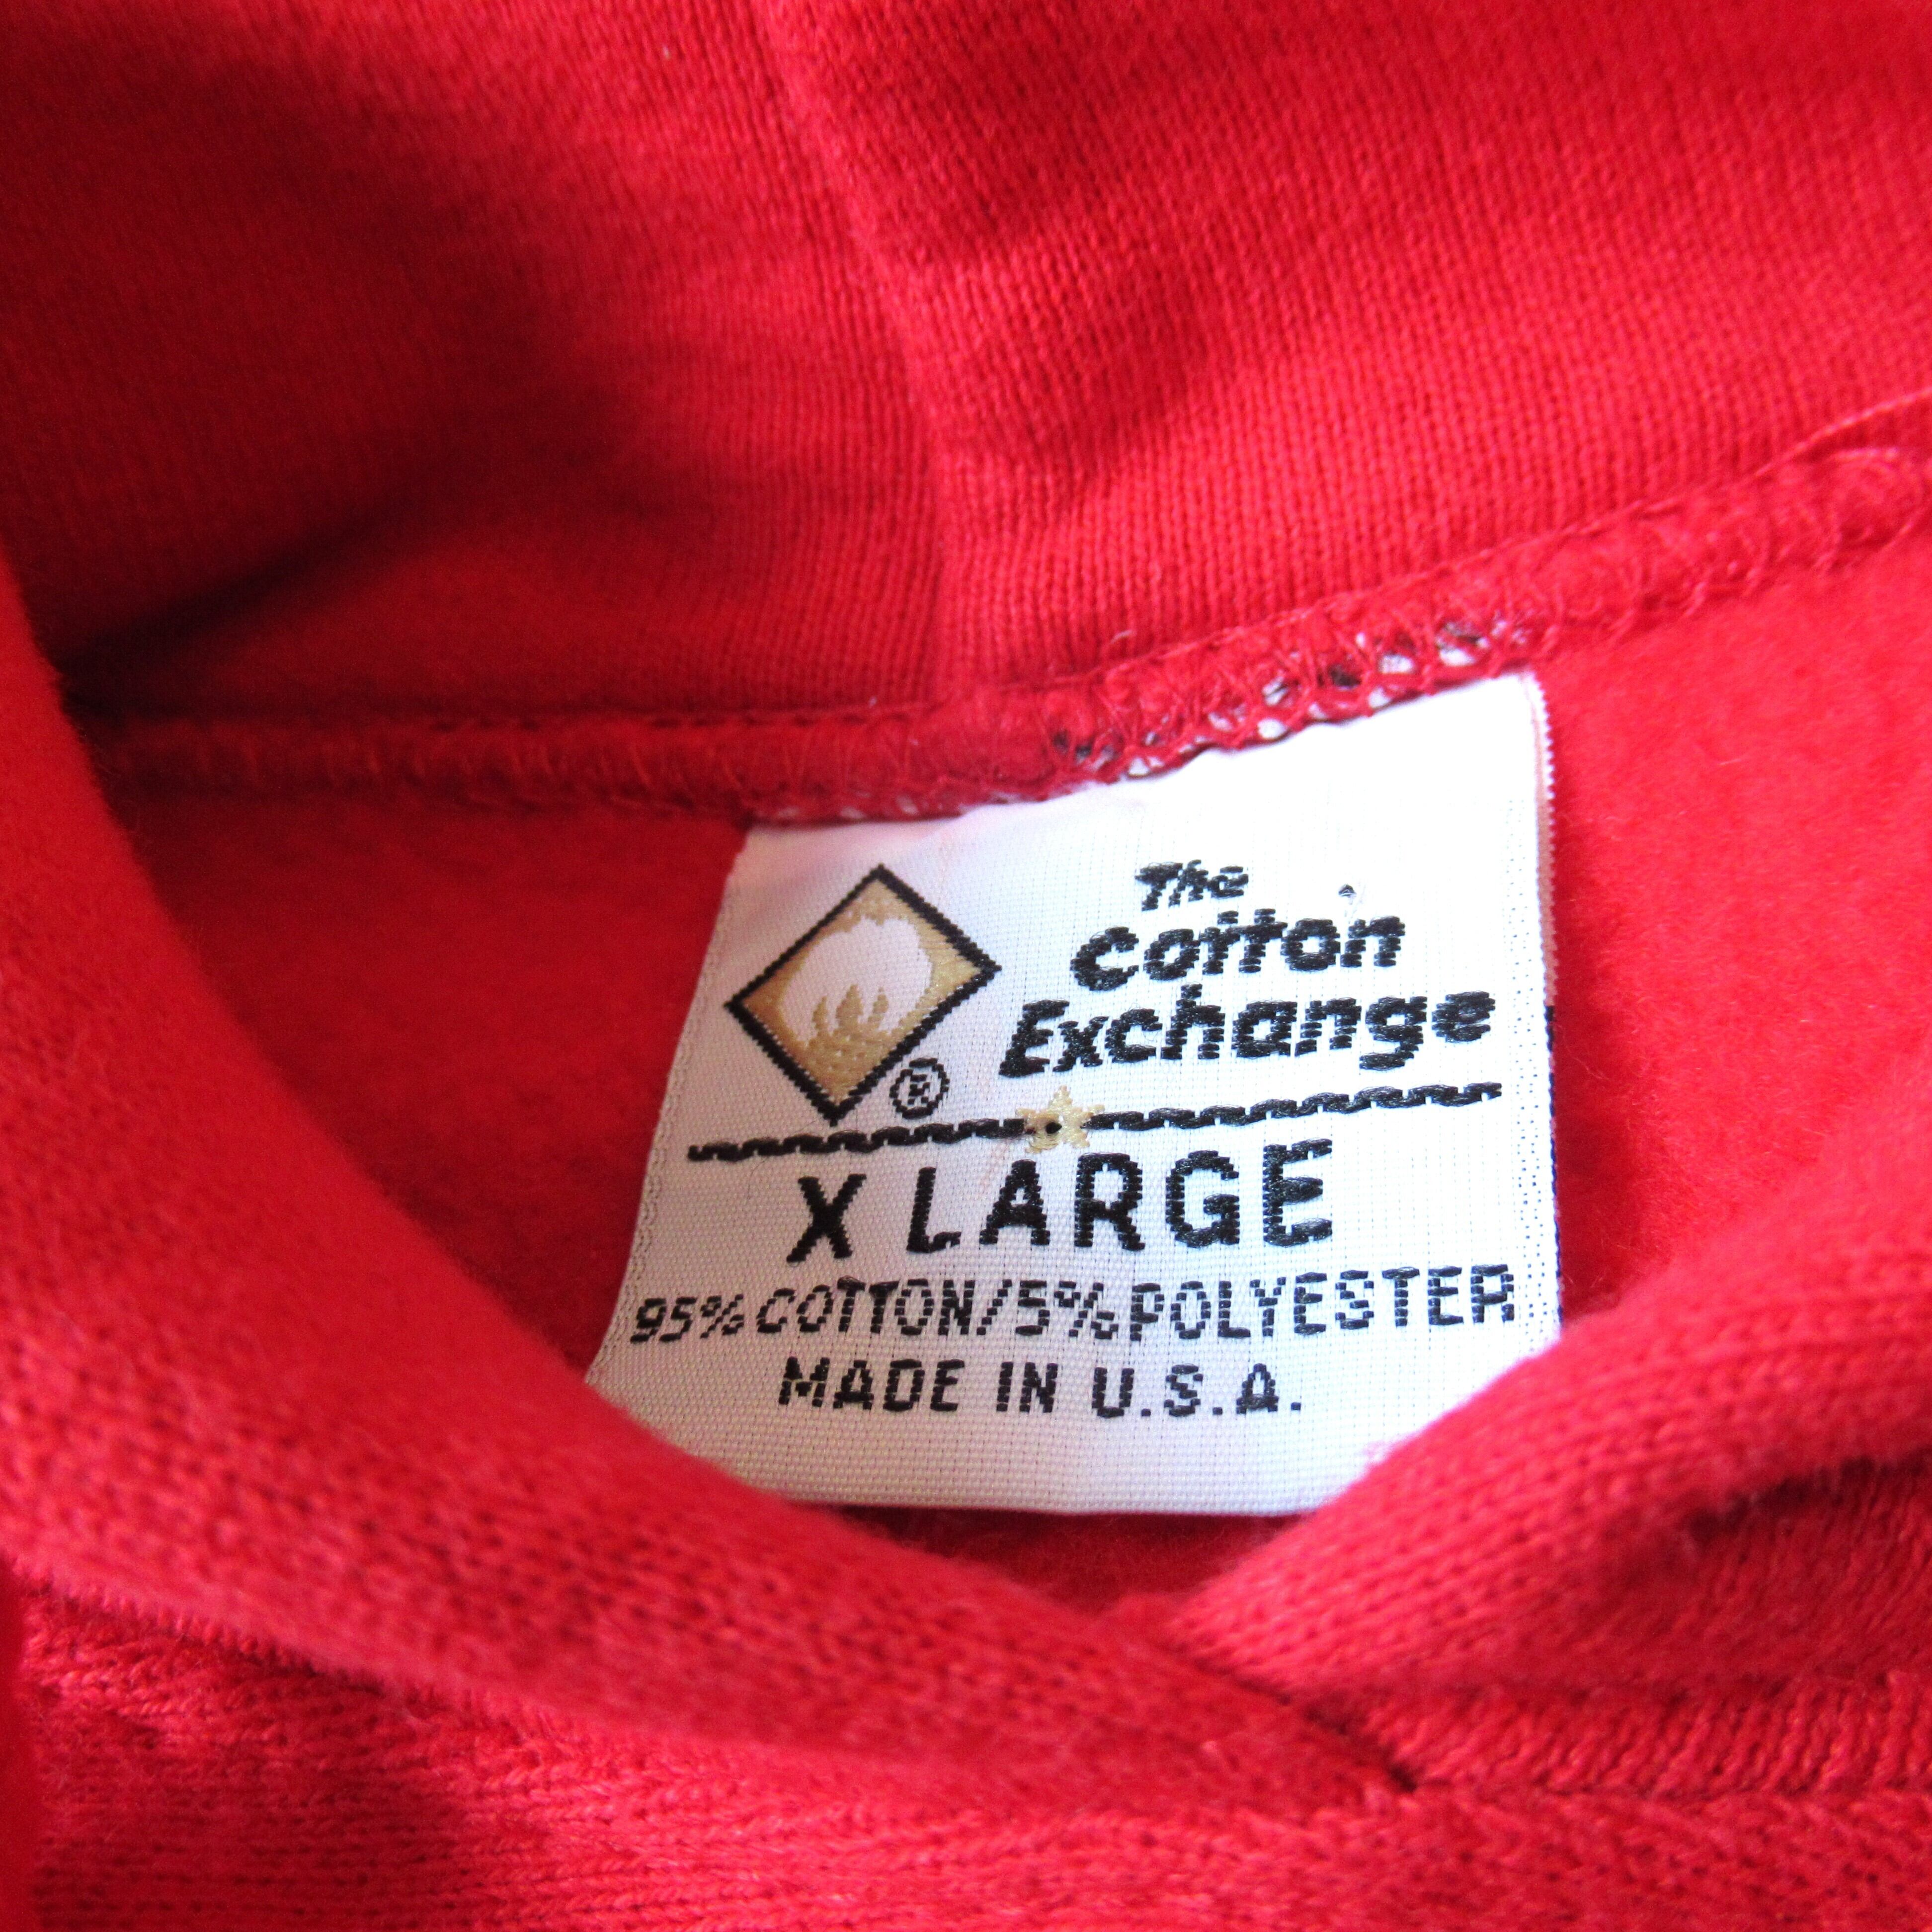 The
Cotton
Exchange
®
X LARGE
95% COTTON/5% POLYESTER
MADE IN U.S.A.